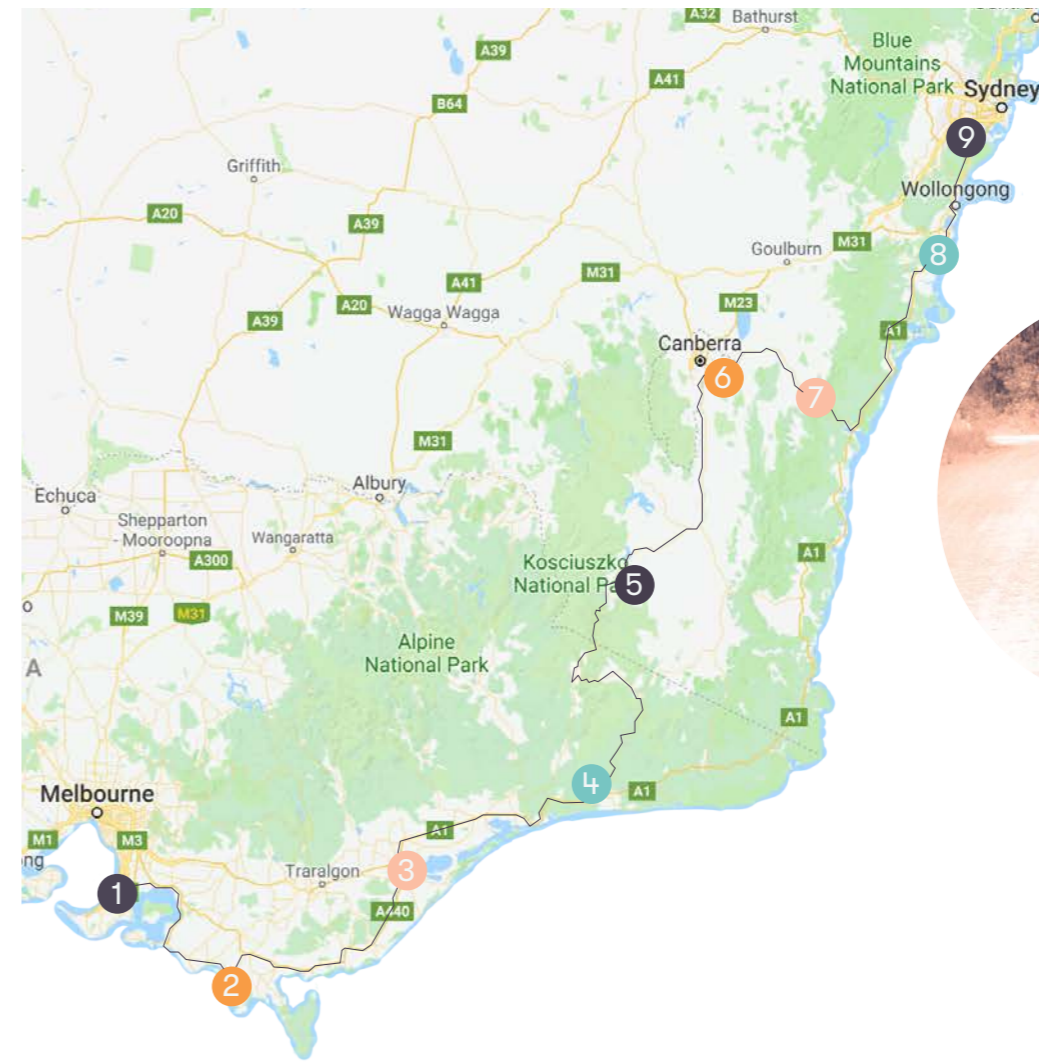 A32
Bathurst
A39
Blue
Mountains
National Park
A41
Sydney
B64
9
Griffith
Wollongong
A20
A39
Goulburn
M31
8
M31
A41
A20
Wagga Wagga
M23
A39
A1
Canberra
6
7
M31
Albury
Echuca
Shepparton
- Mooroopna
Wangaratta
A300
A1
Kosciuszko
National Pa
5
M39
M31
Alpine
National Park
A
A1
4
Melbourne
A1
M1
M3
A1
ng
Traralgon
3
1
A440
2